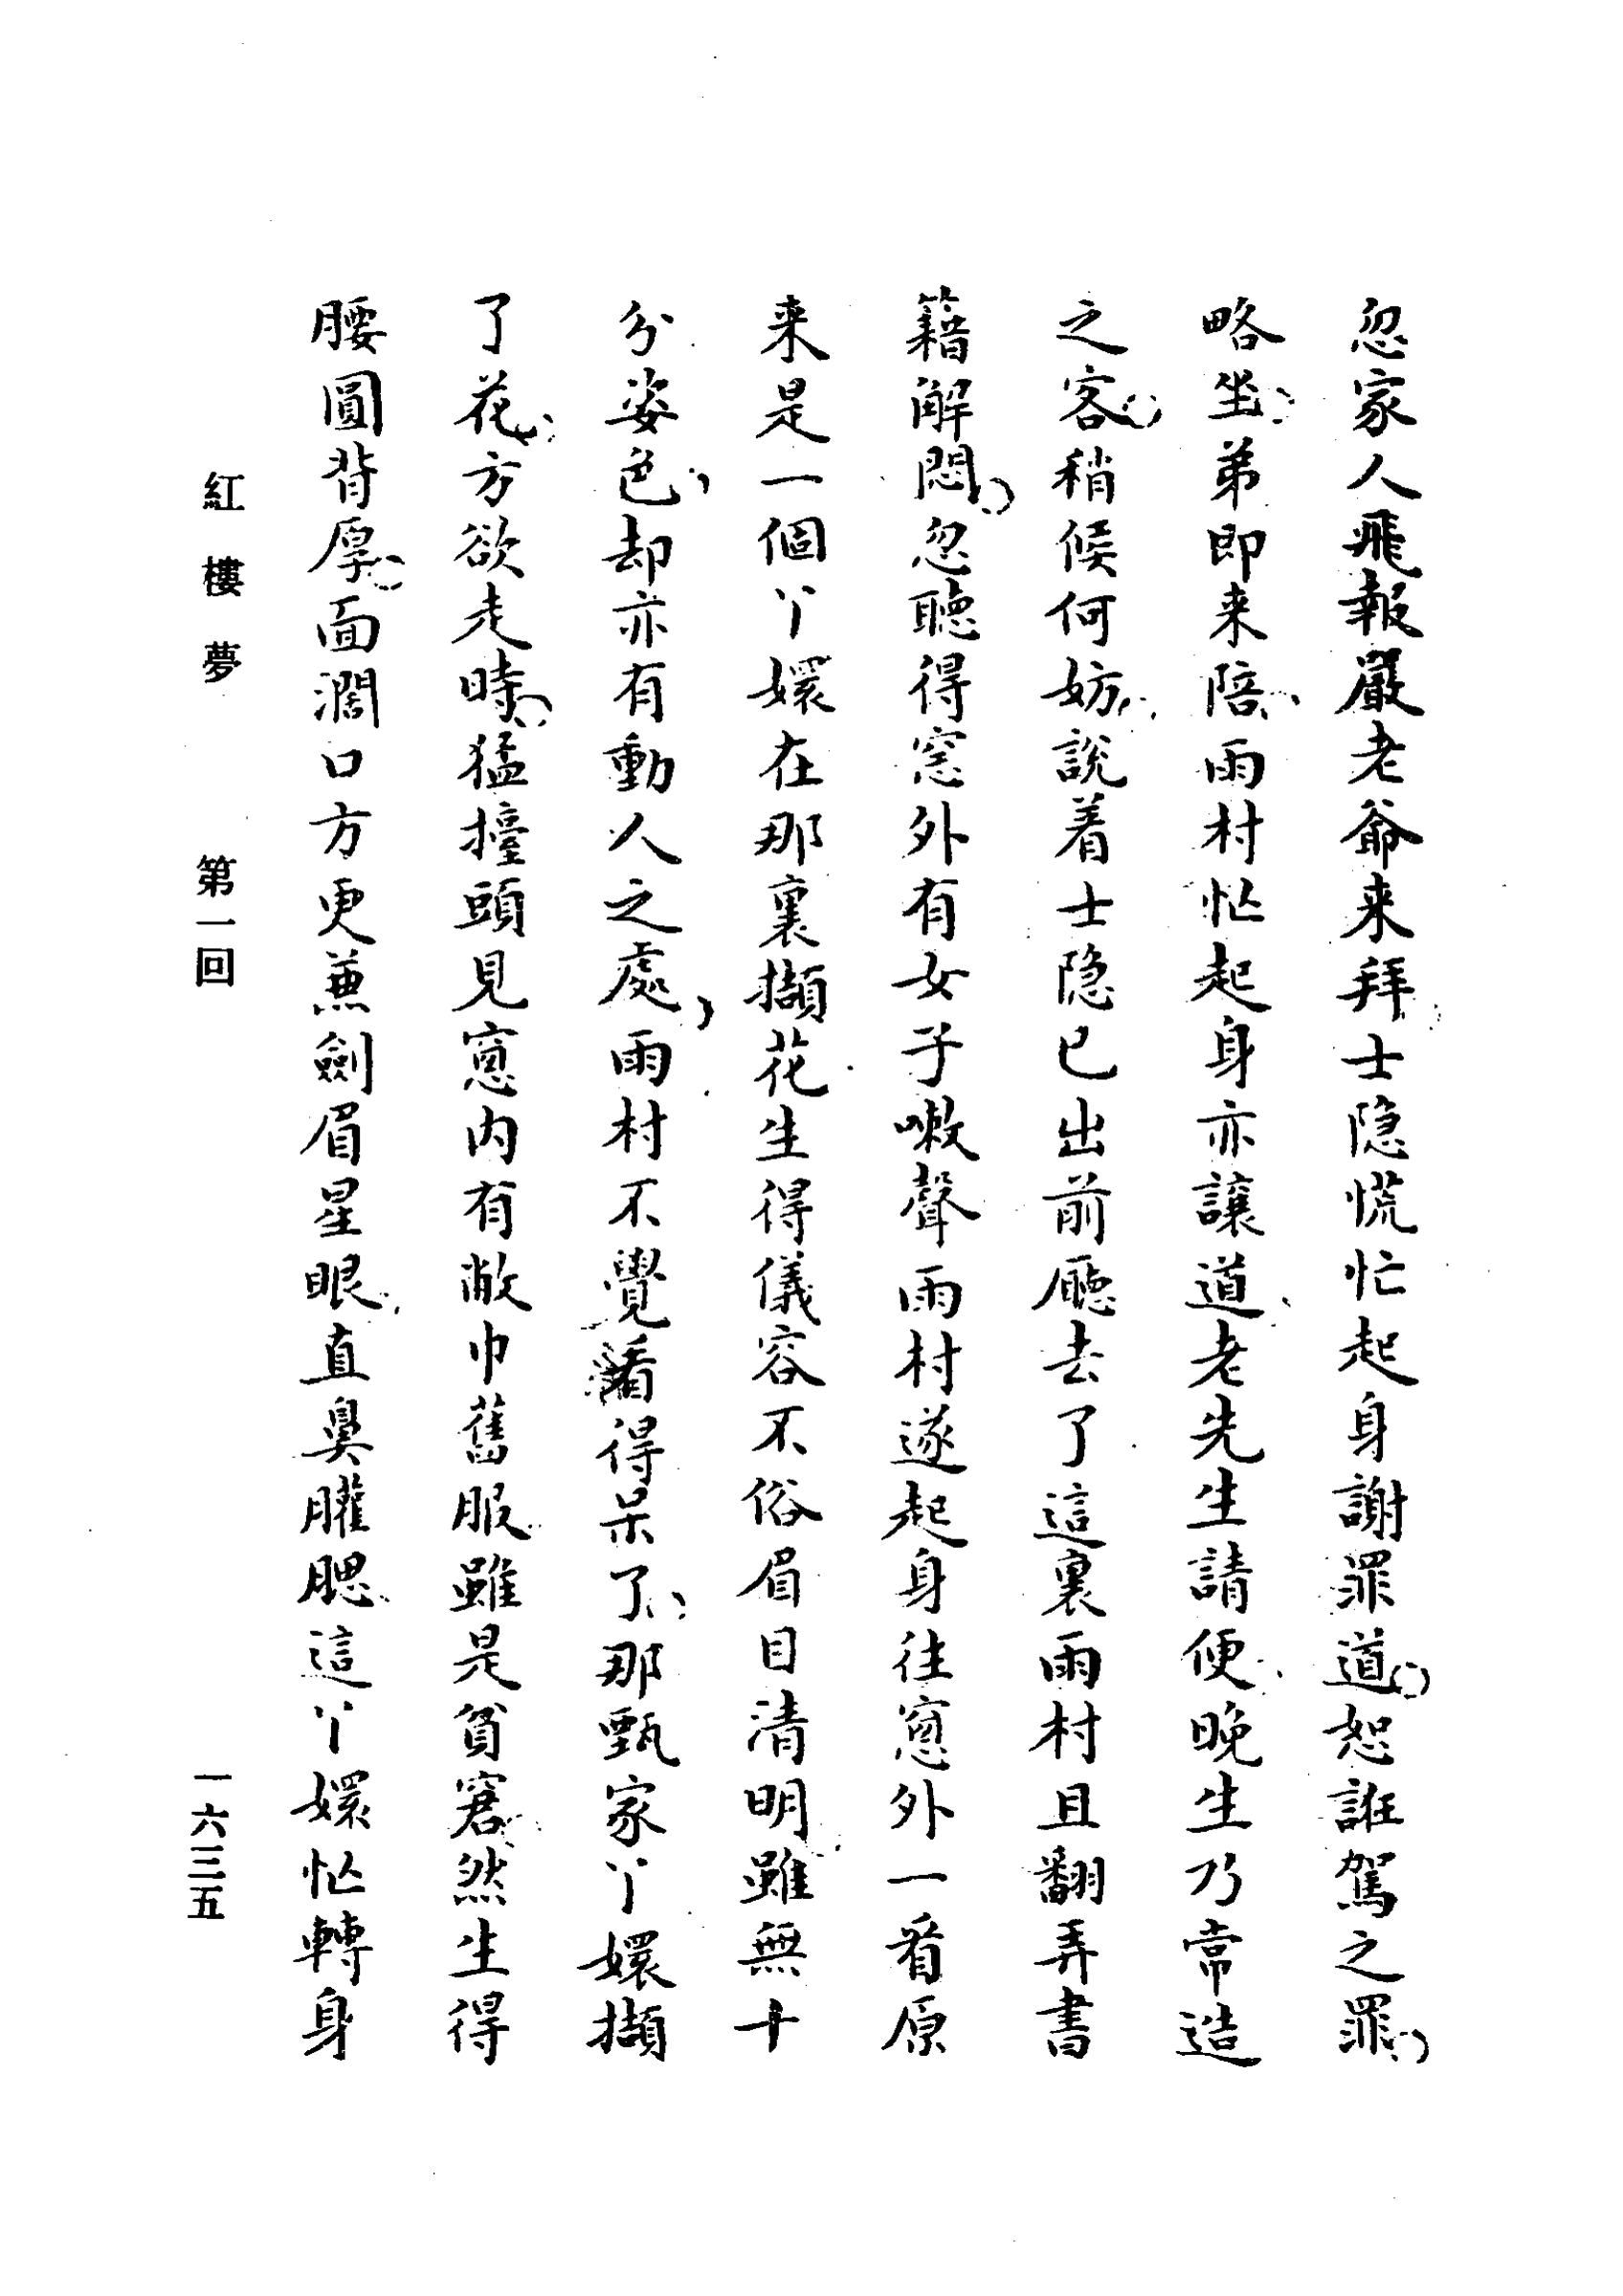 忽家人飛報嚴老爺来拜士隐慌忙起身謝罪道恕誑駕之罪
略坐弟即来陪雨村忙起身亦讓道老先生請便晚生乃常造
之客稍候何妨說着士隐已出前廳去了這裏雨村且翻弄書
籍解悶忽聽得窓外有女子嗽聲雨村遂起身往窻外一看原
来是一個丫嬛在那裏擷花生得儀容不俗眉目清明雖無十
分姿色却亦有動人之處雨村不覺看得呆了那甄家丫嬛擷
了花方欲走時猛擡頭見窻内有敝巾舊服雖是貧窘然生得
腰圓背厚面濶口方更兼劍眉星眼直鼻臛腮這丫嬛忙轉身
紅樓夢 第一回 一六三五